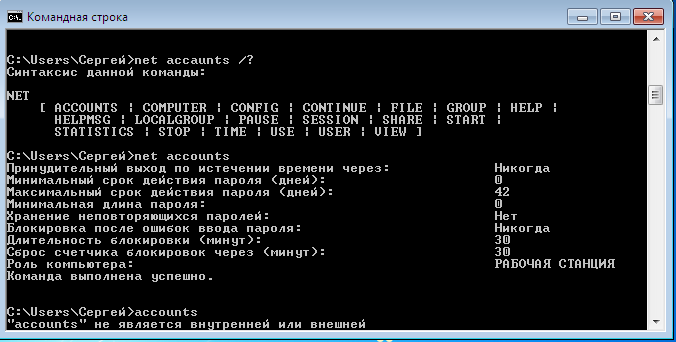 Командная строка
C:\Users\Сергей>net accaunts /?
Синтаксис данной команды:
NET
[ ACCOUNTS ¦ COMPUTER ¦ CONFIG ¦ CONTINUE ¦ FILE ¦ GROUP ¦ HELP ¦
HELPMSG ¦ LOCALGROUP ¦ PAUSE ¦ SESSION ¦ SHARE ¦ START ¦
STATISTICS ¦ STOP ¦ TIME ¦ USE ¦ USER ¦ VIEW ]
C:\Users\Сергей>net accounts
Принудительный выход по истечении времени через: Никогда
Минимальный срок действия пароля (дней): 0
Максимальный срок действия пароля (дней): 42
Минимальная длина пароля: 0
Хранение неповторяющихся паролей: Нет
Блокировка после ошибок ввода пароля: Никогда
Длительность блокировки (минут): 30
Сброс счетчика блокировок через (минут): 30
Роль компьютера: РАБОЧАЯ СТАНЦИЯ
Команда выполнена успешно.
C:\Users\Сергей>accounts
"accounts" не является внутренней или внешней